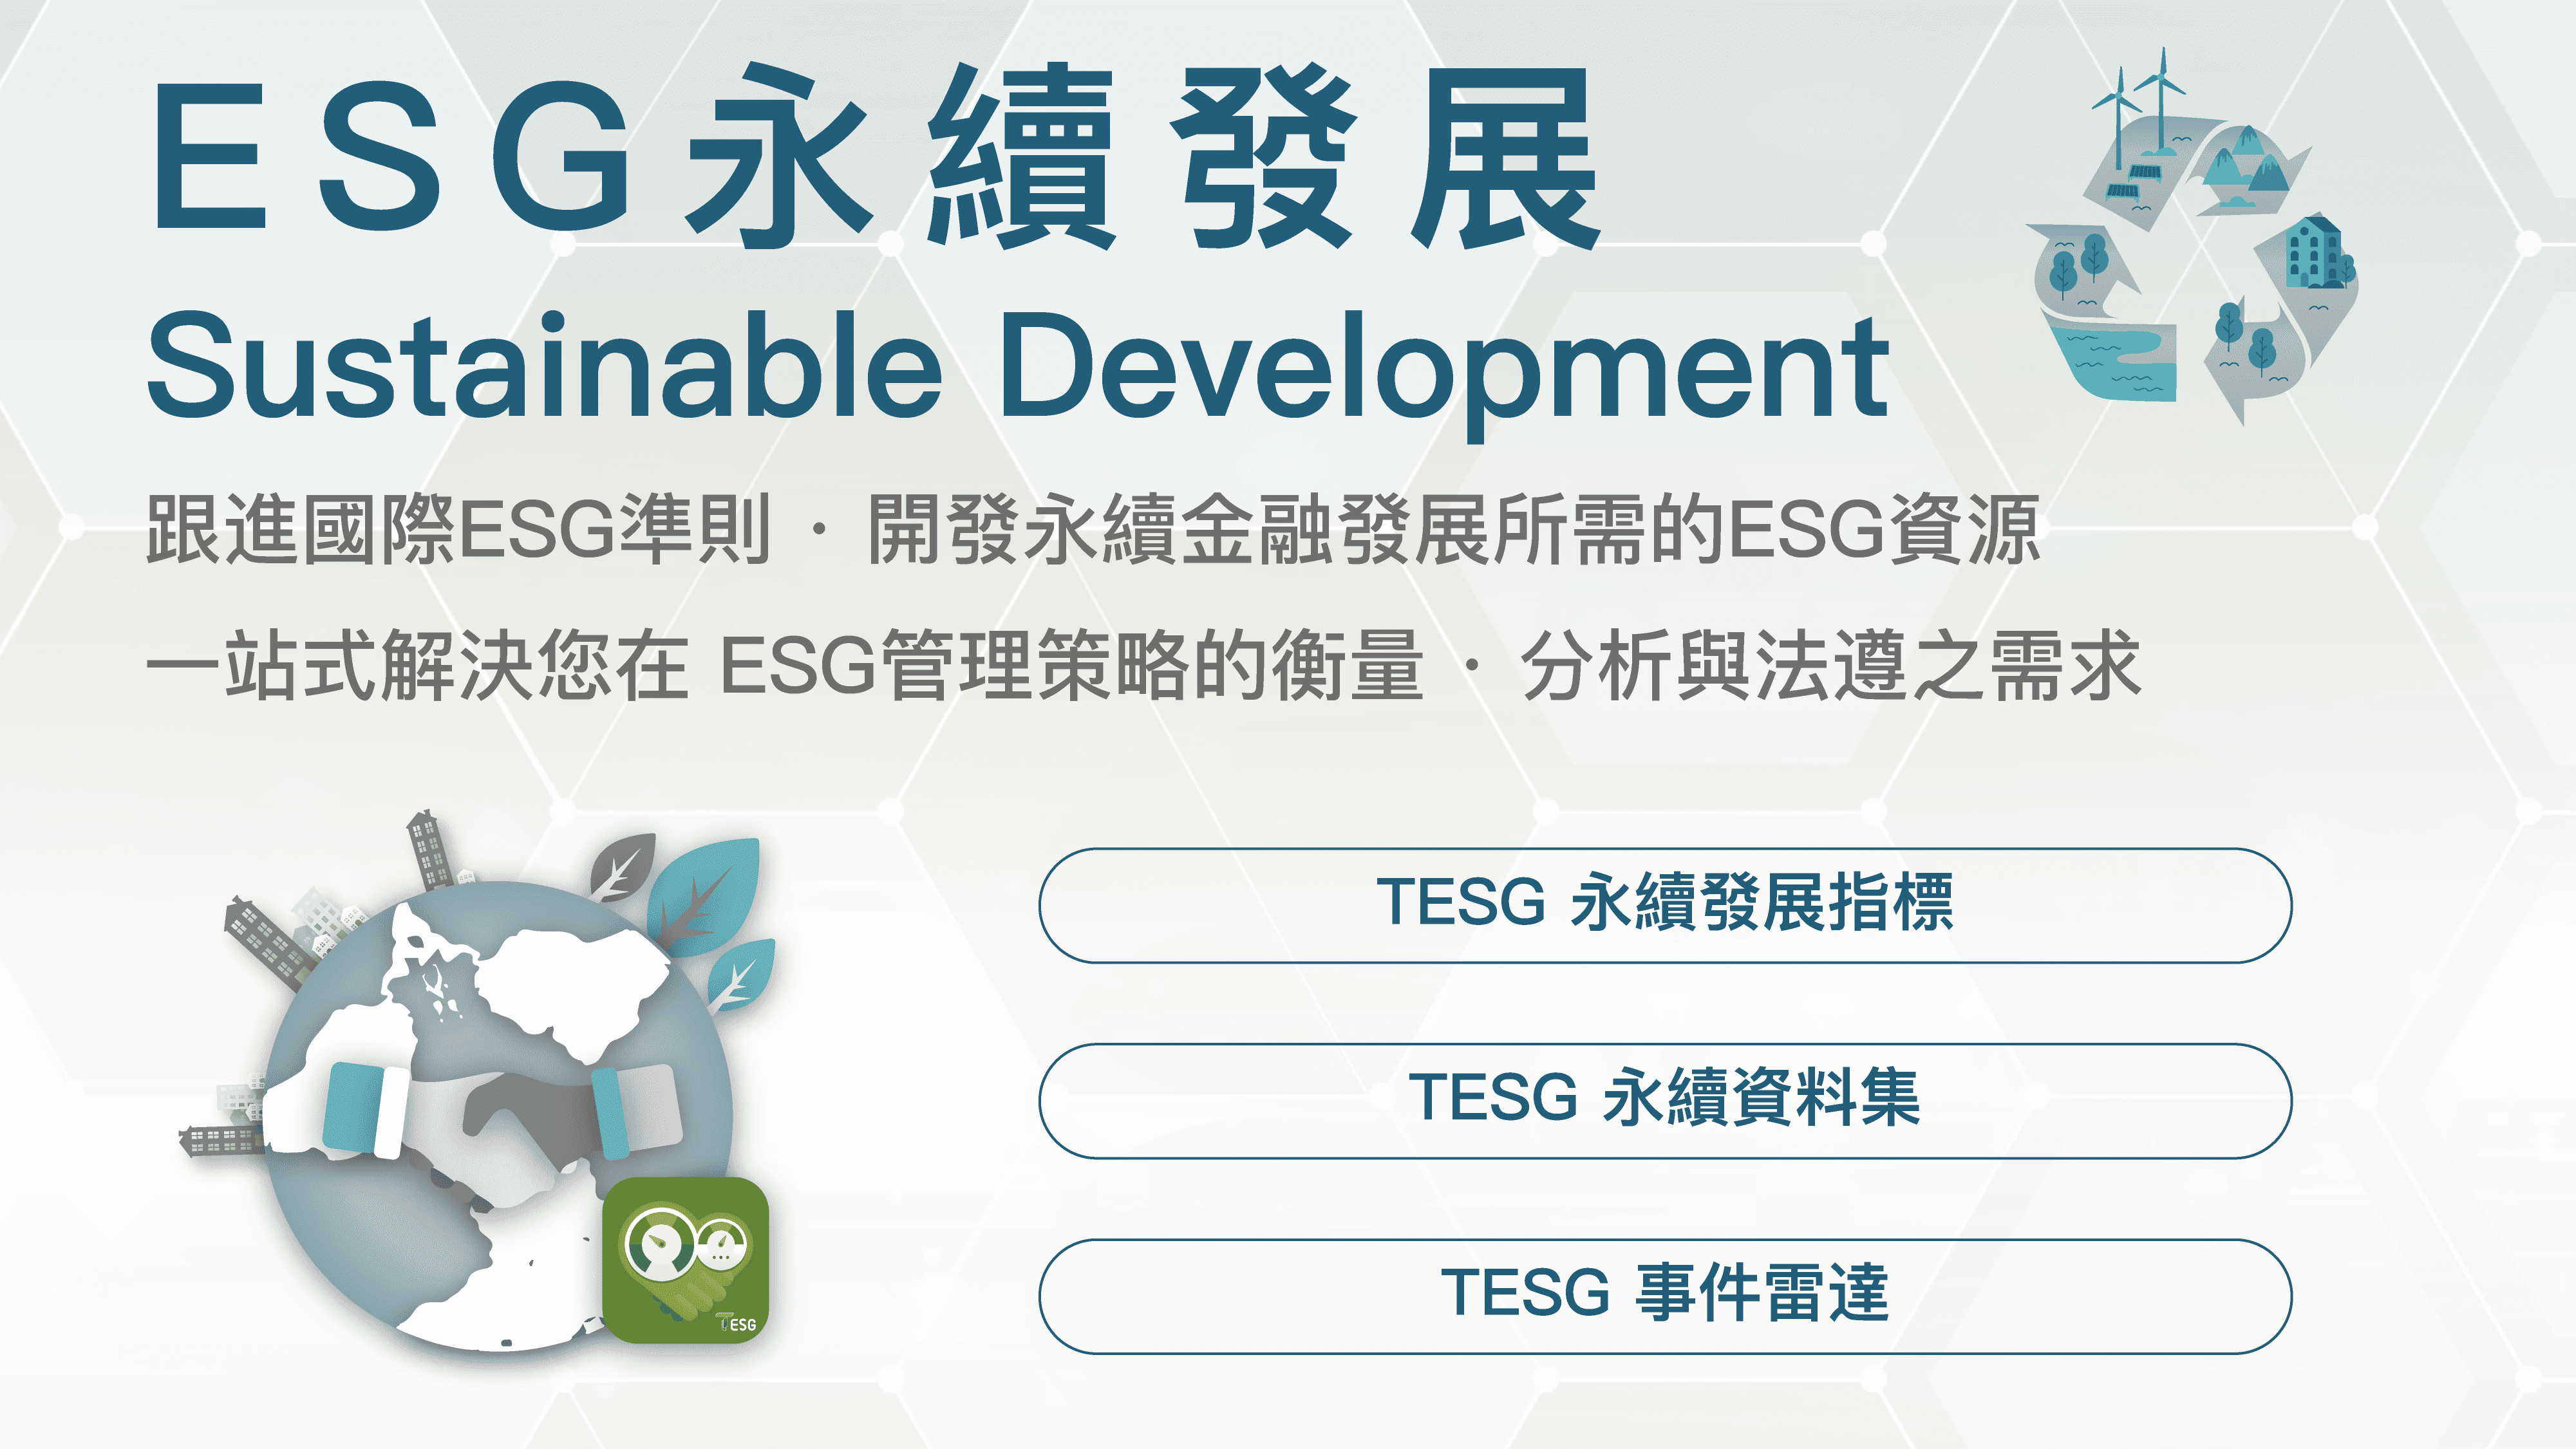 ESG永續發展
Sustainable Development
跟進國際ESG準則 · 開發永續金融發展所需的ESG資源
一站式解決您在 ESG管理策略的衡量 · 分析與法遵之需求
TESG 永續發展指標
TESG 永續資料集
TESG 事件雷達
TESG